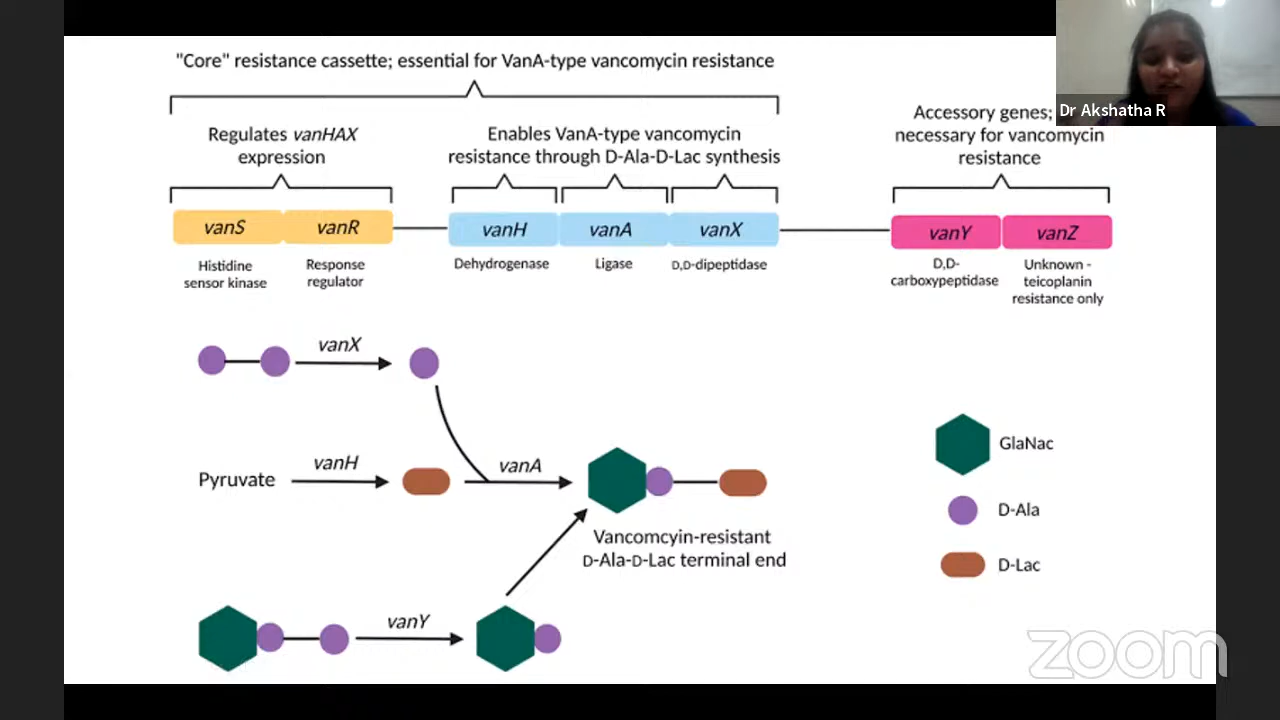 "Core" resistance cassette; essential for VanA-type vancomycin resistance
Dr Akshatha R
Regulates vanHAX
expression
Enables VanA-type vancomycin
resistance through D-Ala-D-Lac synthesis
Accessory genes;
necessary for vancomycin
resistance
vanS
vanR
vanH
vanA
vanX
vanY
vanZ
Histidine
sensor kinase
Response
regulator
Dehydrogenase
Ligase
D,D-dipeptidase
D,D-
carboxypeptidase
Unknown -
teicoplanin
resistance only
vanX
Pyruvate
vanH
vanA
Vancomcyin-resistant
D-Ala-D-Lac terminal end
vanY
GlaNac
D-Ala
D-Lac
zoom